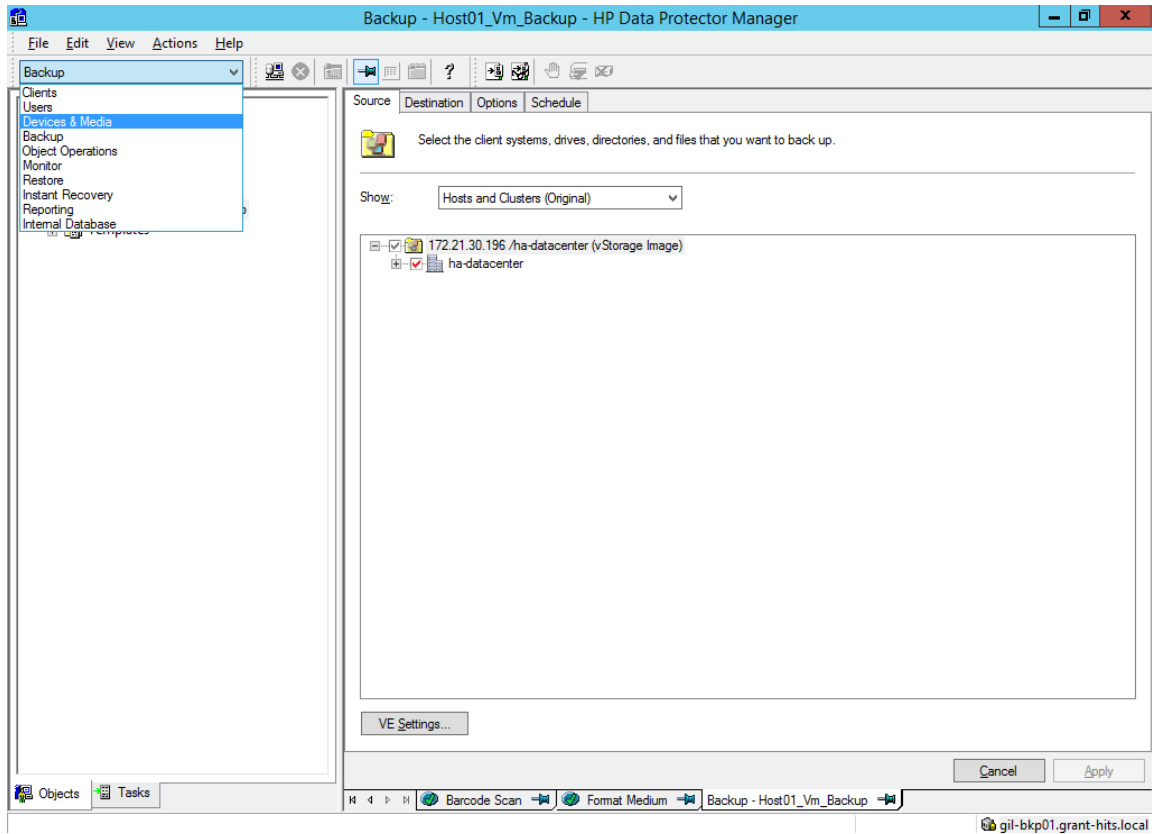 Backup - Host01_Vm_Backup - HP Data Protector Manager
File Edit View Actions Help
Backup
Clients
Users
Devices & Media
Backup
Object Operations
Monitor
Restore
Instant Recovery
Reporting
Internal Database
Templates
Source Destination Options Schedule
Select the client systems, drives, directories, and files that you want to back up.
Show: Hosts and Clusters (Original)
172.21.30.196 /ha-datacenter (vStorage Image)
ha-datacenter
VE Settings...
Cancel Apply
Objects Tasks
Barcode Scan Format Medium Backup - Host01_Vm_Backup
gil-bkp01.grant-hits.local